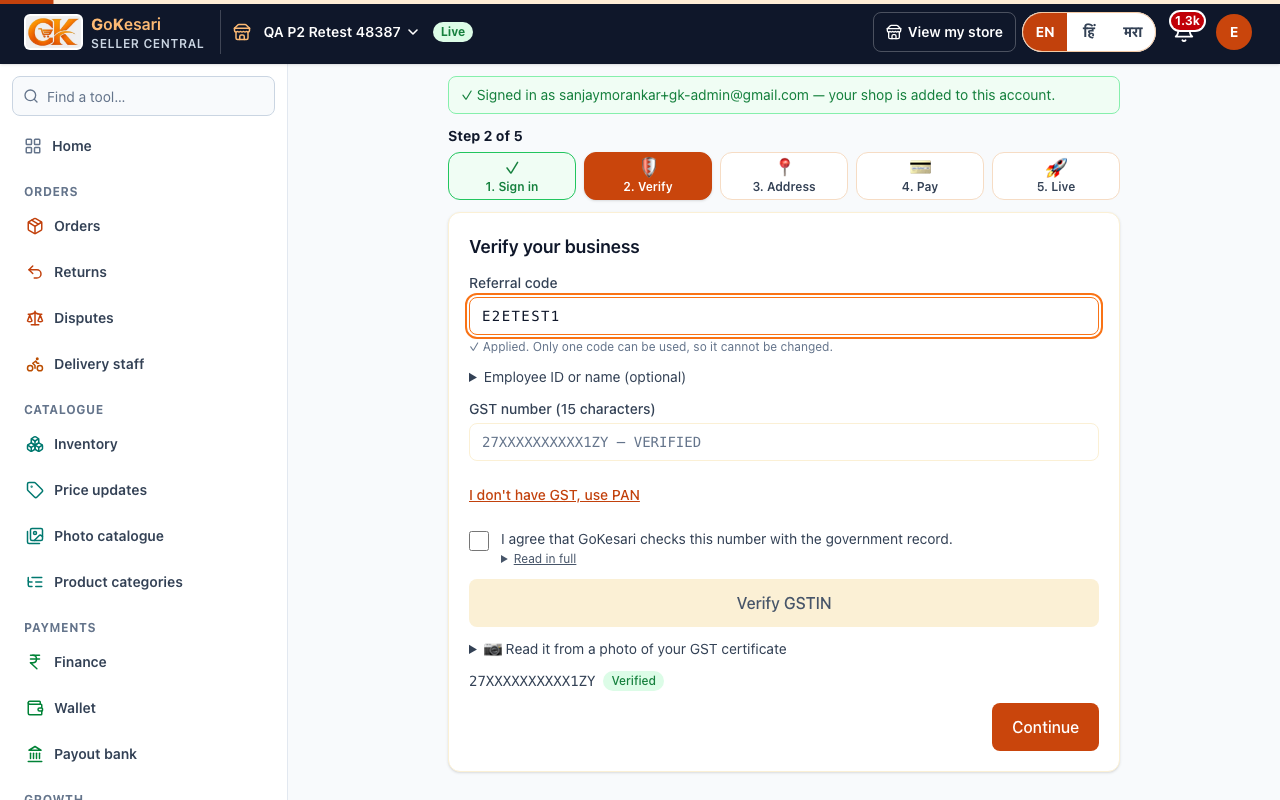 GoKesari
SELLER CENTRAL
QA P2 Retest 48387
Live
View my store
EN
हिं
मरा
1.3k
E
Find a tool...
Home
ORDERS
Orders
Returns
Disputes
Delivery staff
CATALOGUE
Inventory
Price updates
Photo catalogue
Product categories
PAYMENTS
Finance
Wallet
Payout bank
GROWTH
✓ Signed in as sanjaymorankar+gk-admin@gmail.com — your shop is added to this account.
Step 2 of 5
1. Sign in
2. Verify
3. Address
4. Pay
5. Live
Verify your business
Referral code
E2ETEST1
✓ Applied. Only one code can be used, so it cannot be changed.
Employee ID or name (optional)
GST number (15 characters)
27XXXXXXXXXX1ZY — VERIFIED
I don't have GST, use PAN
I agree that GoKesari checks this number with the government record.
Read in full
Verify GSTIN
Read it from a photo of your GST certificate
27XXXXXXXXXX1ZY Verified
Continue